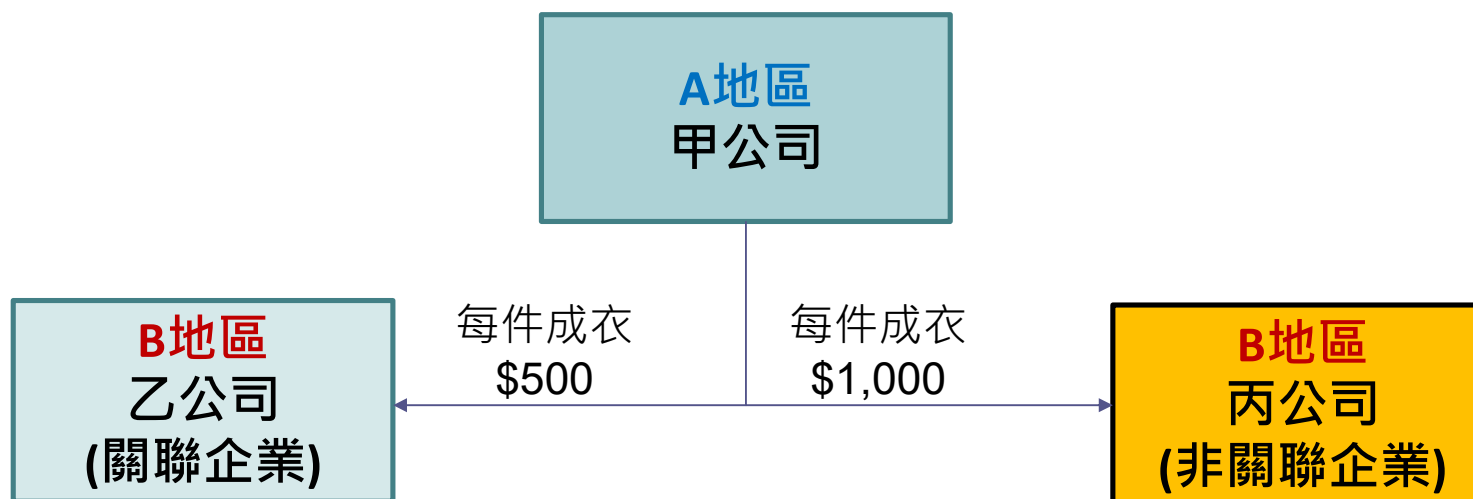 A地區
甲公司
每件成衣
$500
每件成衣
$1,000
B地區
乙公司
(關聯企業)
B地區
丙公司
(非關聯企業)